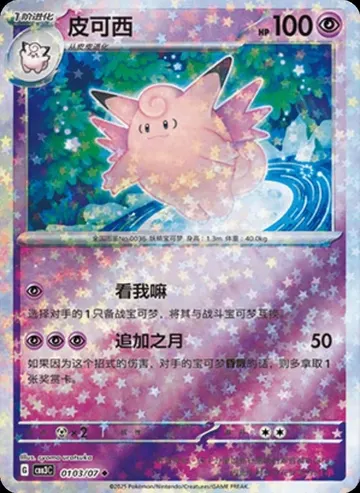 1阶进化
皮可西
HP 100
从皮皮进化
全国图鉴No.0036 妖精宝可梦 身高:1.3m 体重:40.0kg
看我嘛
选择对手的1只备战宝可梦,将其与战斗宝可梦互换。
追加之月 50
如果因为这个招式的伤害,对手的宝可梦昏厥的话,则多拿取1
张奖赏卡。
×2
Illus. syomo urohuka
G CBB3C 0103/07 ◆
©2025 Pokémon/Nintendo/Creatures/GAME FREAK.